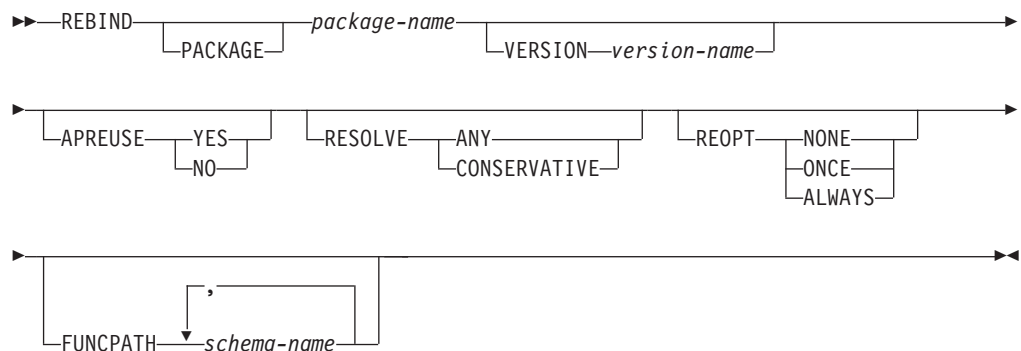 REBIND package-name
PACKAGE VERSION version-name
APREUSE YES RESOLVE ANY REOPT NONE
NO CONSERVATIVE ONCE
ALWAYS
,
FUNCPATH schema-name